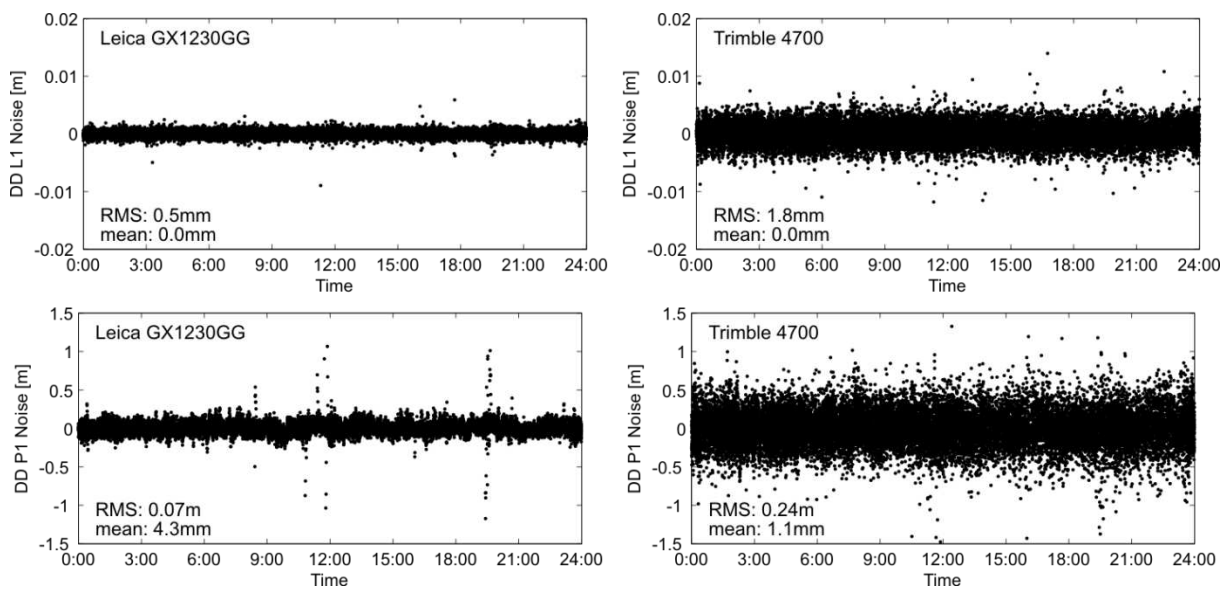 Leica GX1230GG
DD L1 Noise [m]
0.02
0.01
0
-0.01
-0.02
RMS: 0.5mm
mean: 0.0mm
0:00 3:00 6:00 9:00 12:00 15:00 18:00 21:00 24:00
Time
Trimble 4700
DD L1 Noise [m]
0.02
0.01
0
-0.01
-0.02
RMS: 1.8mm
mean: 0.0mm
0:00 3:00 6:00 9:00 12:00 15:00 18:00 21:00 24:00
Time
Leica GX1230GG
DD P1 Noise [m]
1.5
1
0.5
0
-0.5
-1
-1.5
RMS: 0.07m
mean: 4.3mm
0:00 3:00 6:00 9:00 12:00 15:00 18:00 21:00 24:00
Time
Trimble 4700
DD P1 Noise [m]
1.5
1
0.5
0
-0.5
-1
-1.5
RMS: 0.24m
mean: 1.1mm
0:00 3:00 6:00 9:00 12:00 15:00 18:00 21:00 24:00
Time